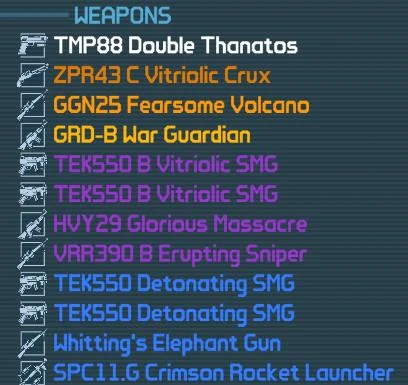 WEAPONS
TMP88 Double Thanatos
ZPR43 C Vitriolic Crux
GGN25 Fearsome Volcano
GRD-B War Guardian
TEK550 B Vitriolic SMG
TEK550 B Vitriolic SMG
HVY29 Glorious Massacre
VRR390 B Erupting Sniper
TEK550 Detonating SMG
TEK550 Detonating SMG
Whitting's Elephant Gun
SPC11.G Crimson Rocket Launcher